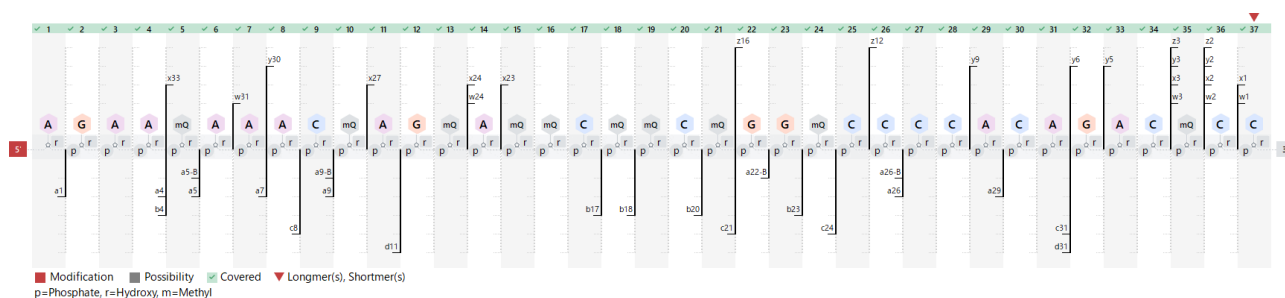 1 2 3 4 5 6 7 8 9 10 11 12 13 14 15 16 17 18 19 20 21 22 23 24 25 26 27 28 29 30 31 32 33 34 35 36 37
z16 z12 z3 z2
y30 y9 y6 y5 y3 y2
x33 x27 x24 x23 x3 x2 x1
w31 w24 w3 w2 w1
A G A A mQ A A A C mQ A G mQ A mQ mQ C mQ mQ C mQ G G mQ C C C C A C A G A C mQ C C
r r r r r r r r r r r r r r r r r r r r r r r r r r r r r r r r r r r r r
5' p p p p p p p p p p p p p p p p p p p p p p p p p p p p p p p p p p p p
a5-B a9-B a22-B a26-B
a1 a4 a5 a7 a9 a26 a29
b4 b17 b18 b20 b23
c8 c21 c24 c31
d11 d31
Modification Possibility Covered Longmer(s), Shortmer(s)
p=Phosphate, r=Hydroxy, m=Methyl